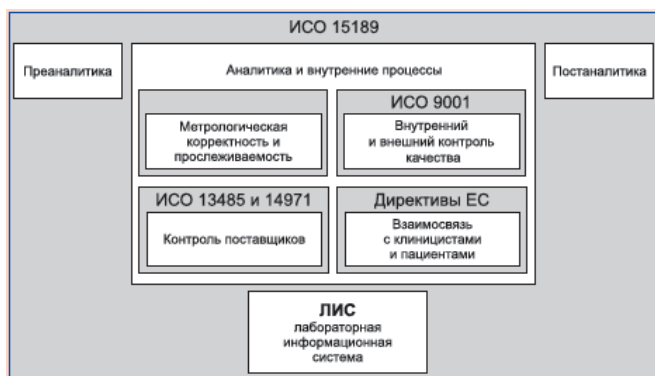 ИСО 15189
Преаналитика
Аналитика и внутренние процессы
Постаналитика
Метрологическая
корректность и
прослеживаемость
ИСО 9001
Внутренний
и внешний контроль
качества
ИСО 13485 и 14971
Контроль поставщиков
Директивы ЕС
Взаимосвязь
с клиницистами
и пациентами
ЛИС
лабораторная
информационная
система